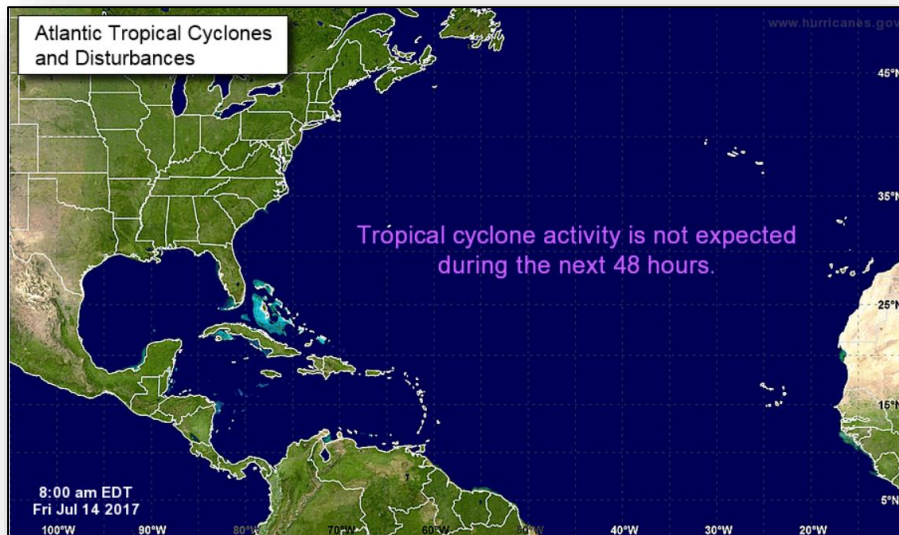 Atlantic Tropical Cyclones
and Disturbances
www.hurricanes.gov
45°N
35°N
Tropical cyclone activity is not expected
during the next 48 hours.
25°N
15°N
8:00 am EDT
Fri Jul 14 2017
5°N
100°W 90°W 80°W 70°W 60°W 50°W 40°W 30°W 20°W